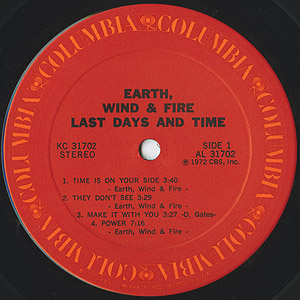 COLUMBIA COLUMBIA COLUMBIA COLUMBIA COLUMBIA COLUMBIA
EARTH,
WIND & FIRE
LAST DAYS AND TIME
KC 31702
STEREO
SIDE 1
AL 31702
℗ 1972 CBS, Inc.
1. TIME IS ON YOUR SIDE 3:40
- Earth, Wind & Fire -
2. THEY DON'T SEE 3:29
- Earth, Wind & Fire -
3. MAKE IT WITH YOU 3:27 -D. Gates-
4. POWER 7:16
- Earth, Wind & Fire -